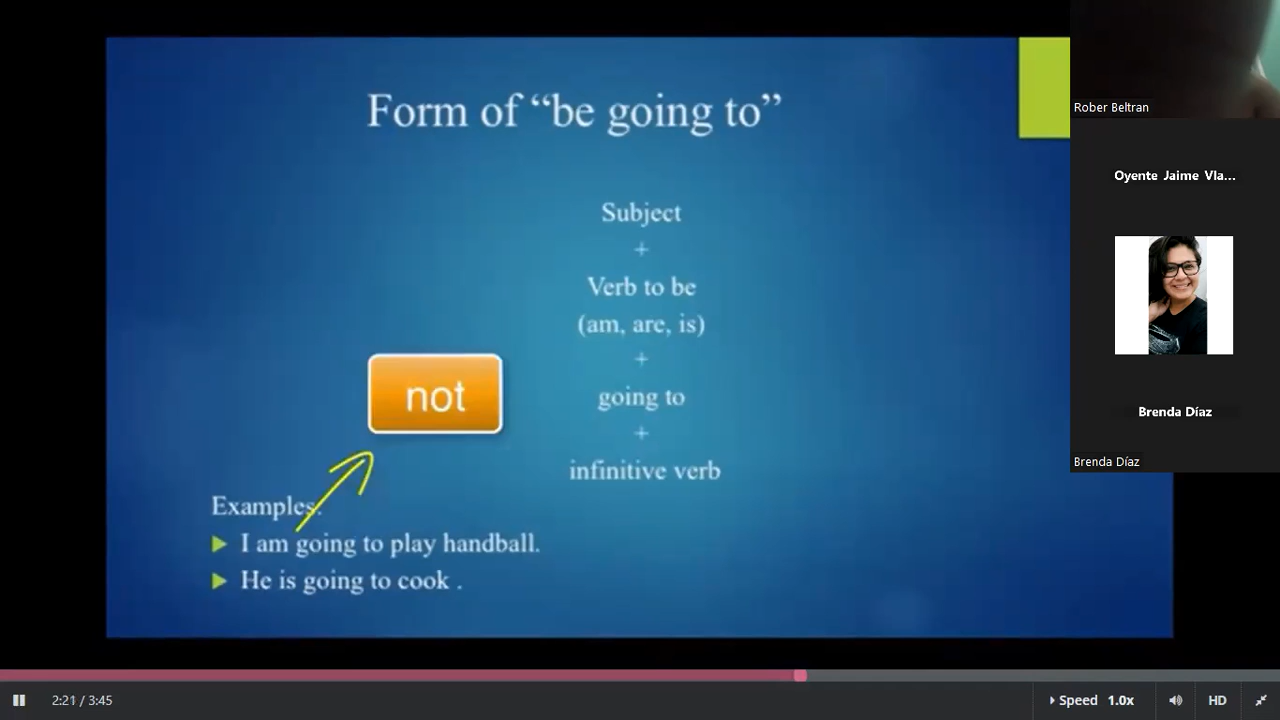 Form of “be going to”
Subject
+
Verb to be
(am, are, is)
+
going to
+
infinitive verb
not
Examples:
I am going to play handball.
He is going to cook .
Rober Beltran
Oyente Jaime Vla...
Brenda Díaz
Brenda Díaz
2:21 / 3:45
Speed 1.0x
HD